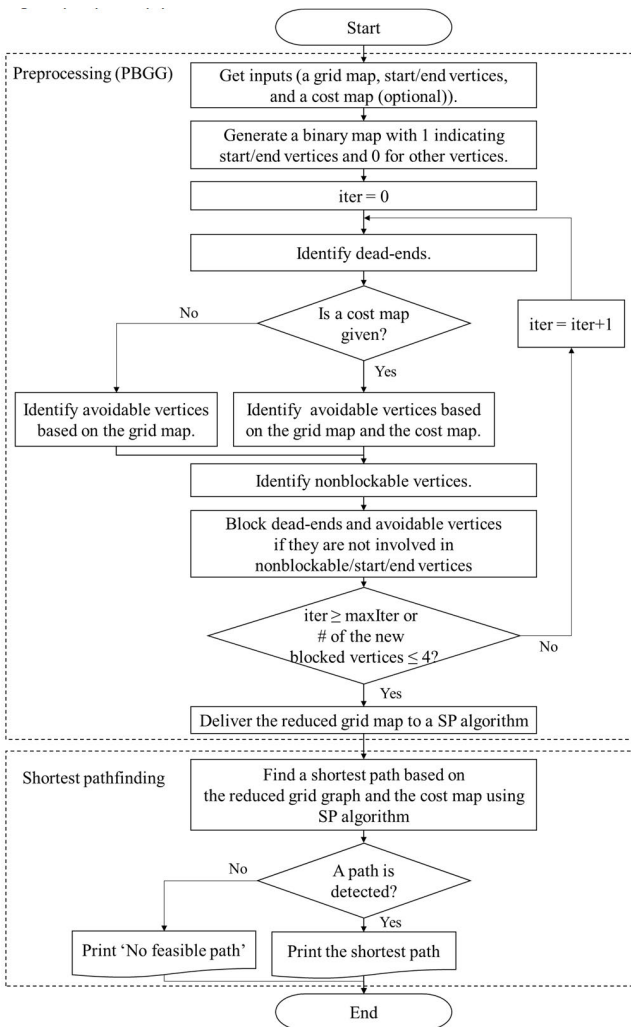 Start
Preprocessing (PBGG)
Get inputs (a grid map, start/end vertices,
and a cost map (optional)).
Generate a binary map with 1 indicating
start/end vertices and 0 for other vertices.
iter = 0
Identify dead-ends.
Is a cost map
given?
No
Yes
iter = iter+1
Identify avoidable vertices
based on the grid map.
Identify avoidable vertices based
on the grid map and the cost map.
Identify nonblockable vertices.
Block dead-ends and avoidable vertices
if they are not involved in
nonblockable/start/end vertices
iter ≥ maxIter or
# of the new
blocked vertices ≤ 4?
No
Yes
Deliver the reduced grid map to a SP algorithm
Shortest pathfinding
Find a shortest path based on
the reduced grid graph and the cost map using
SP algorithm
A path is
detected?
No
Yes
Print ‘No feasible path’
Print the shortest path
End